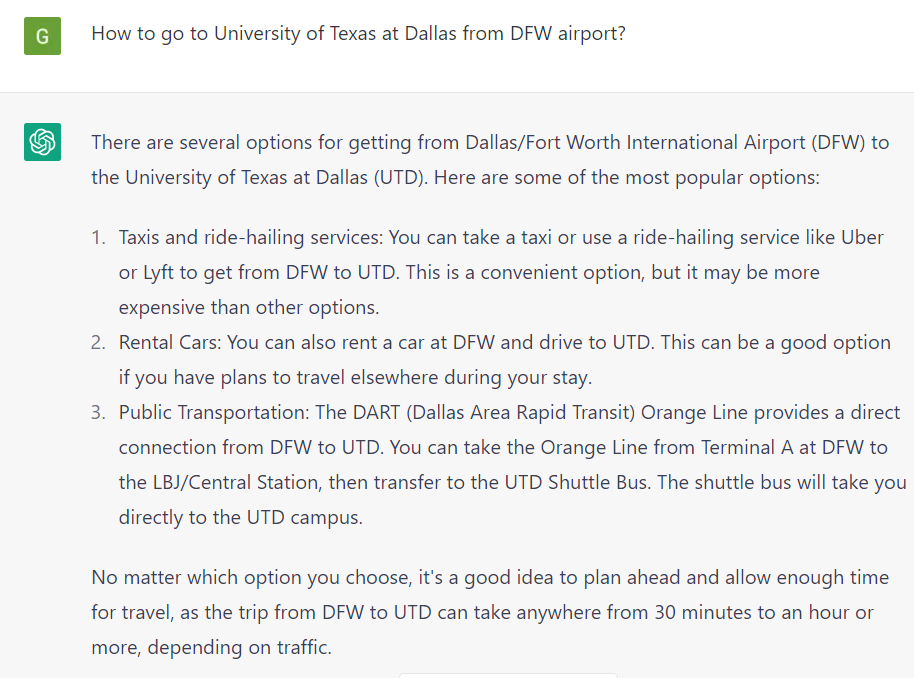 G
How to go to University of Texas at Dallas from DFW airport?
There are several options for getting from Dallas/Fort Worth International Airport (DFW) to
the University of Texas at Dallas (UTD). Here are some of the most popular options:
1. Taxis and ride-hailing services: You can take a taxi or use a ride-hailing service like Uber
or Lyft to get from DFW to UTD. This is a convenient option, but it may be more
expensive than other options.
2. Rental Cars: You can also rent a car at DFW and drive to UTD. This can be a good option
if you have plans to travel elsewhere during your stay.
3. Public Transportation: The DART (Dallas Area Rapid Transit) Orange Line provides a direct
connection from DFW to UTD. You can take the Orange Line from Terminal A at DFW to
the LBJ/Central Station, then transfer to the UTD Shuttle Bus. The shuttle bus will take you
directly to the UTD campus.
No matter which option you choose, it's a good idea to plan ahead and allow enough time
for travel, as the trip from DFW to UTD can take anywhere from 30 minutes to an hour or
more, depending on traffic.